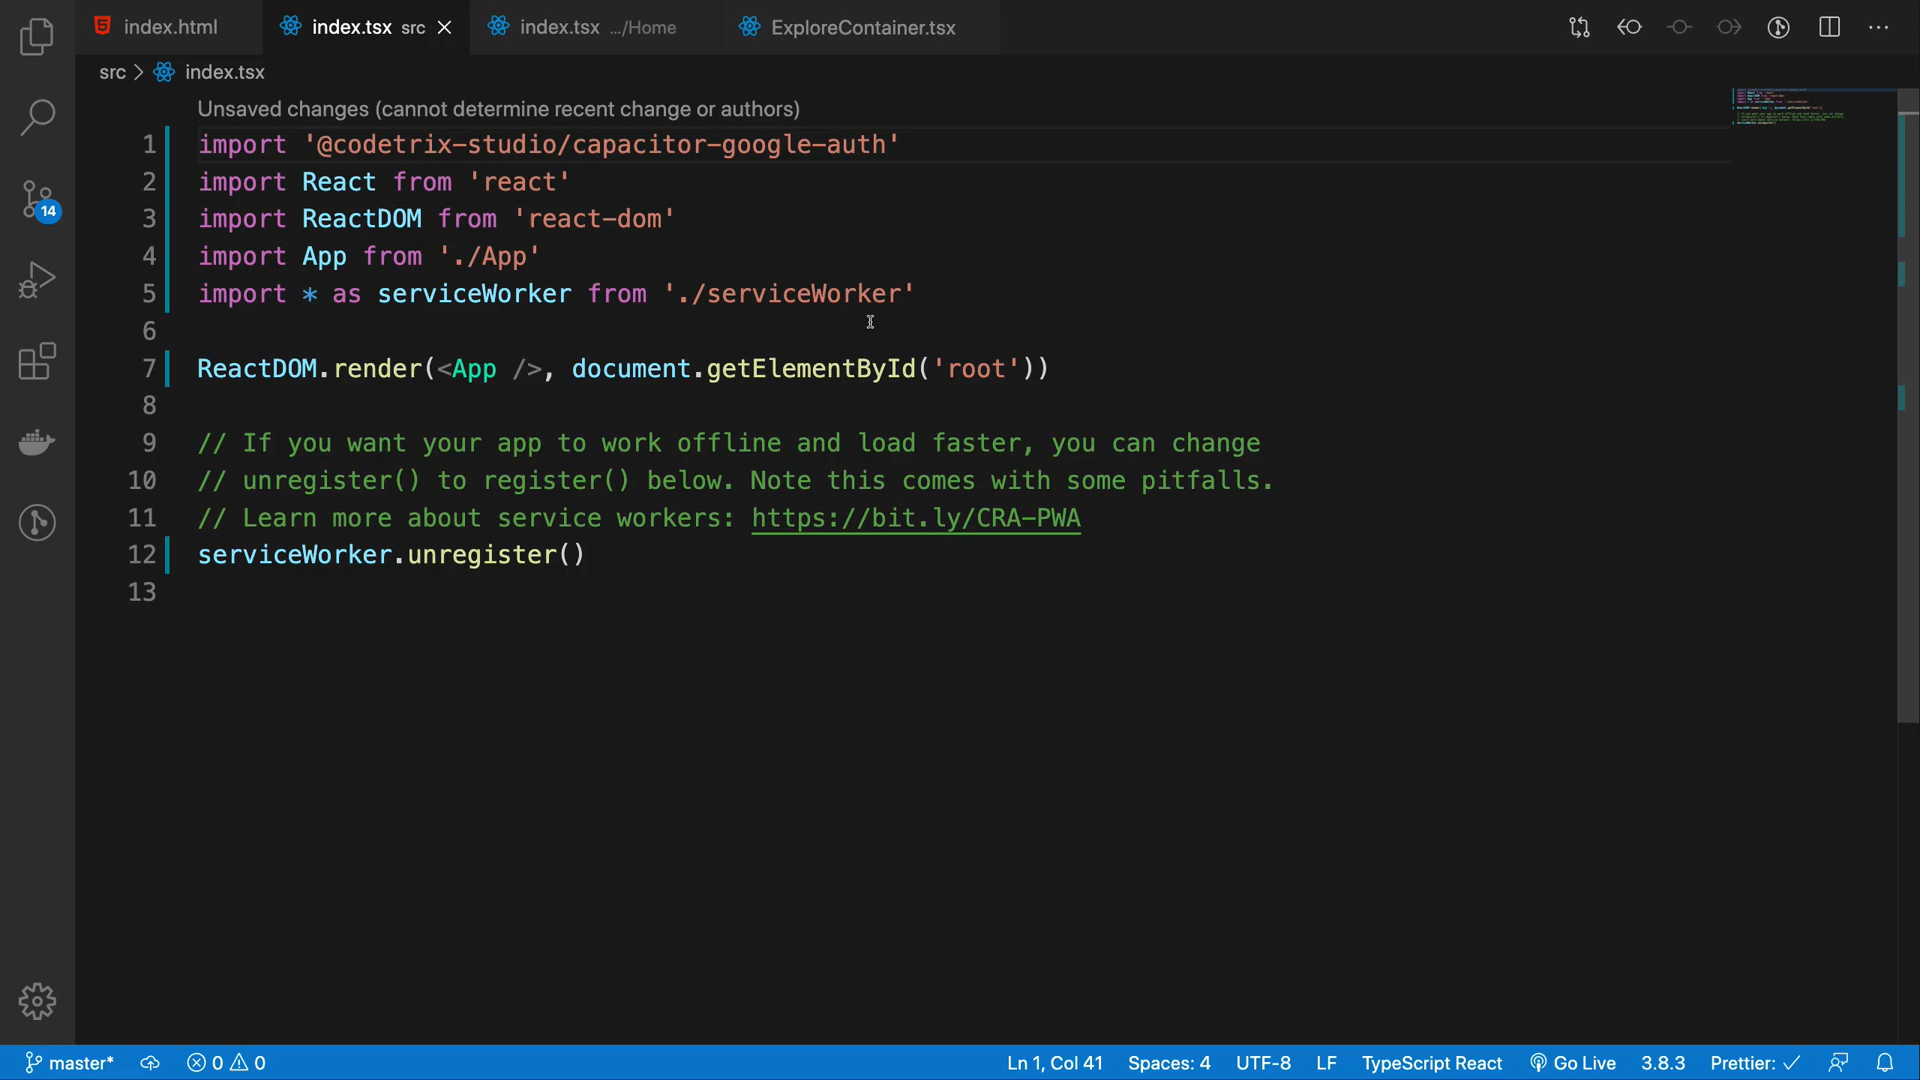 index.html
index.tsx src
index.tsx .../Home
ExploreContainer.tsx
src > index.tsx
Unsaved changes (cannot determine recent change or authors)
1 import '@codetrix-studio/capacitor-google-auth'
2 import React from 'react'
3 import ReactDOM from 'react-dom'
4 import App from './App'
5 import * as serviceWorker from './serviceWorker'
6
7 ReactDOM.render(<App />, document.getElementById('root'))
8
9 // If you want your app to work offline and load faster, you can change
10 // unregister() to register() below. Note this comes with some pitfalls.
11 // Learn more about service workers: https://bit.ly/CRA-PWA
12 serviceWorker.unregister()
13
14
master* 0 0 Ln 1, Col 41 Spaces: 4 UTF-8 LF TypeScript React Go Live 3.8.3 Prettier: ✓